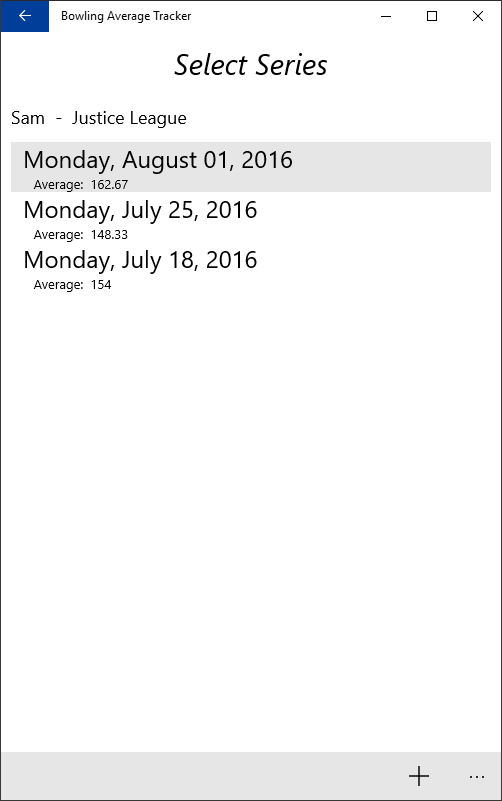 Bowling Average Tracker
Select Series
Sam - Justice League
Monday, August 01, 2016
Average: 162.67
Monday, July 25, 2016
Average: 148.33
Monday, July 18, 2016
Average: 154